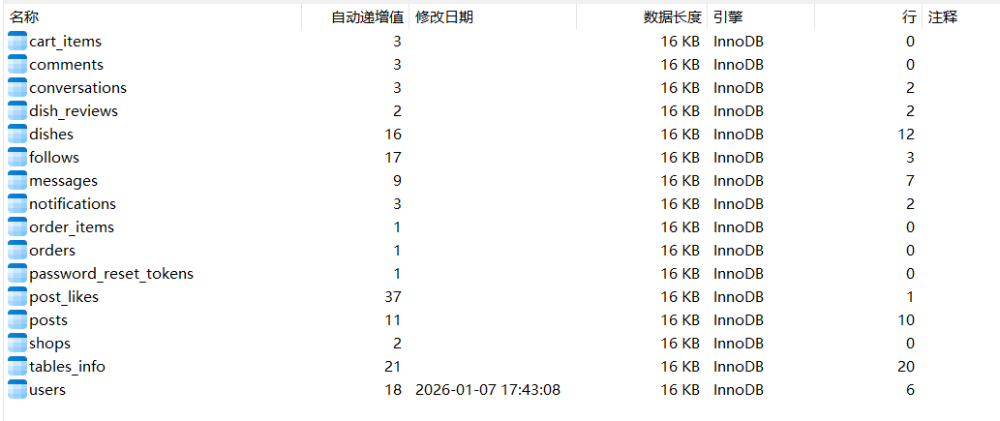 名称 自动递增值 修改日期 数据长度 引擎 行 注释
cart_items 3 16 KB InnoDB 0
comments 3 16 KB InnoDB 0
conversations 3 16 KB InnoDB 2
dish_reviews 2 16 KB InnoDB 2
dishes 16 16 KB InnoDB 12
follows 17 16 KB InnoDB 3
messages 9 16 KB InnoDB 7
notifications 3 16 KB InnoDB 2
order_items 1 16 KB InnoDB 0
orders 1 16 KB InnoDB 0
password_reset_tokens 1 16 KB InnoDB 0
post_likes 37 16 KB InnoDB 1
posts 11 16 KB InnoDB 10
shops 2 16 KB InnoDB 0
tables_info 21 16 KB InnoDB 20
users 18 2026-01-07 17:43:08 16 KB InnoDB 6